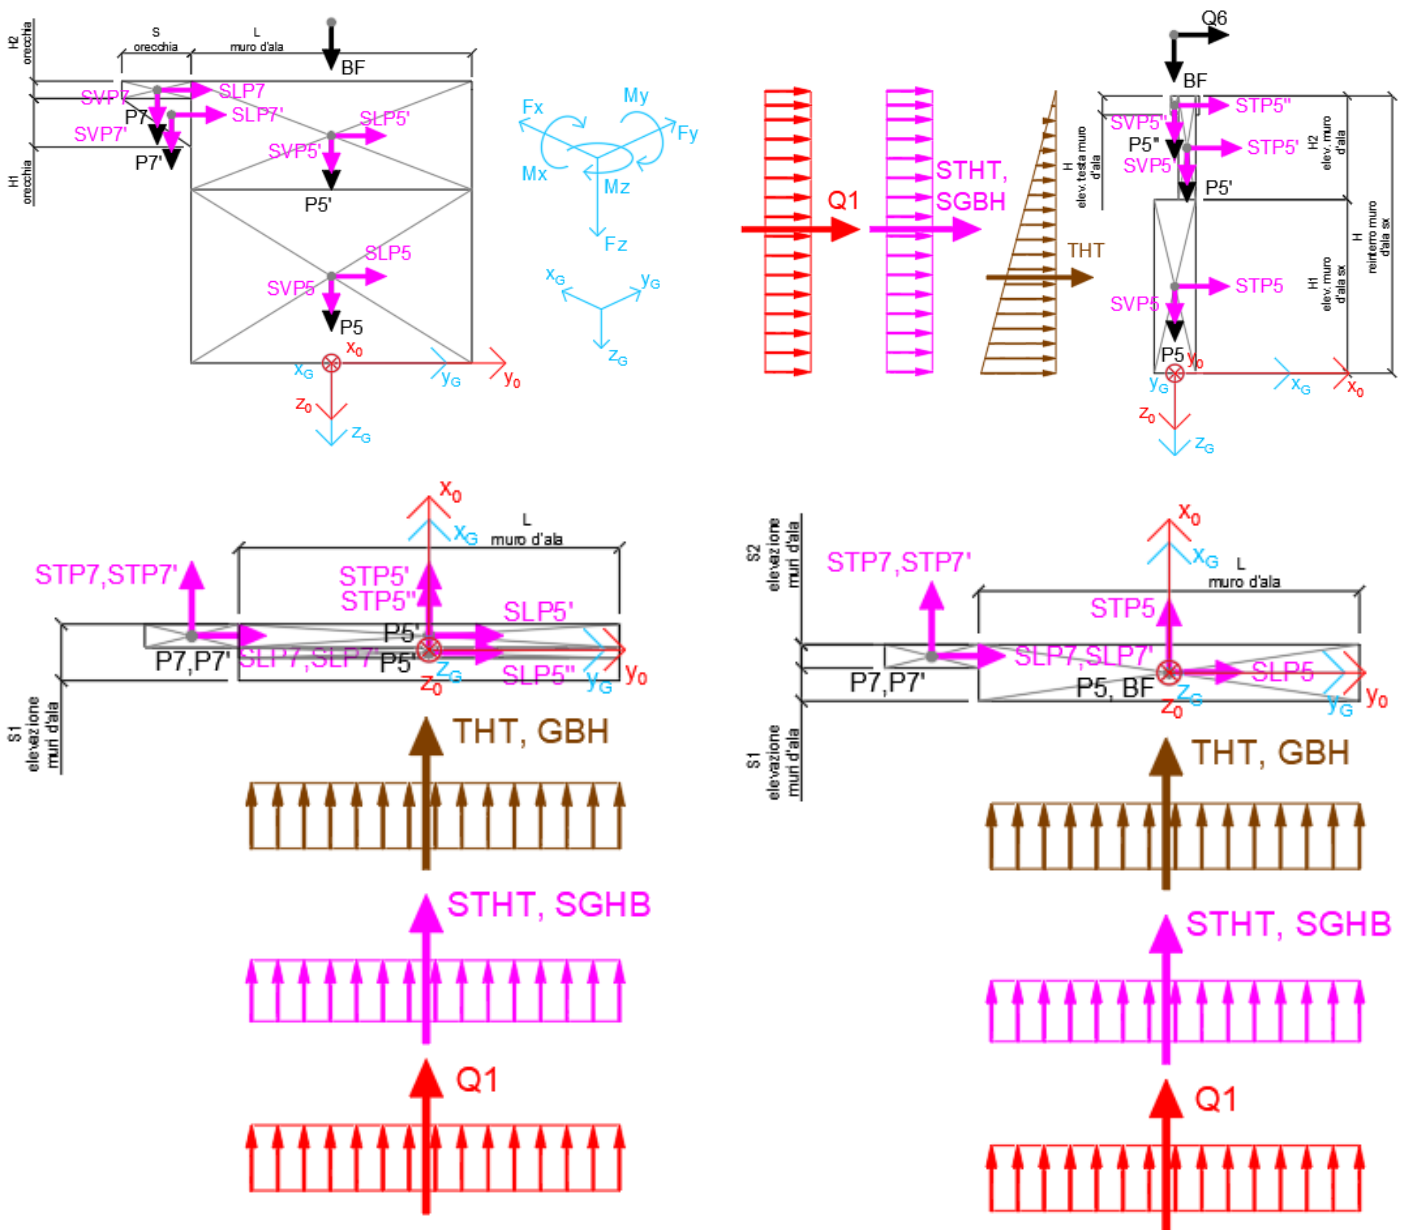 H2
orecchia
S
orecchia
L
muro d'ala
BF
SLP7
SVP7
P7
SLP7'
SVP7'
P7'
H1
orecchia
SLP5'
SVP5'
P5'
SLP5
SVP5
P5
x0
xG
yG
y0
z0
zG
Fx
My
Fy
Mx
Mz
Fz
xG
yG
zG
Q1
STHT,
SGBH
THT
Q6
BF
STP5"
SVP5"
P5"
STP5'
SVP5'
P5'
STP5
SVP5
P5
H
elev. testa muro
d'ala
H2
elev. muro
d'ala
H1
elev. muro
d'ala sx
H
reinterro muro
d'ala sx
y0
yG
xG
x0
z0
zG
x0
xG
L
muro d'ala
STP7,STP7'
STP5'
STP5"
SLP5'
P5'
P7,P7'
SLP7,SLP7'
P5'
SLP5"
zG
z0
yG
y0
S1
elevazione
muri d'ala
THT, GBH
STHT, SGHB
Q1
x0
xG
L
muro d'ala
S2
elevazione
muri d'ala
STP7,STP7'
STP5
SLP7,SLP7'
P7,P7'
P5, BF
SLP5
zG
z0
yG
y0
S1
elevazione
muri d'ala
THT, GBH
STHT, SGHB
Q1